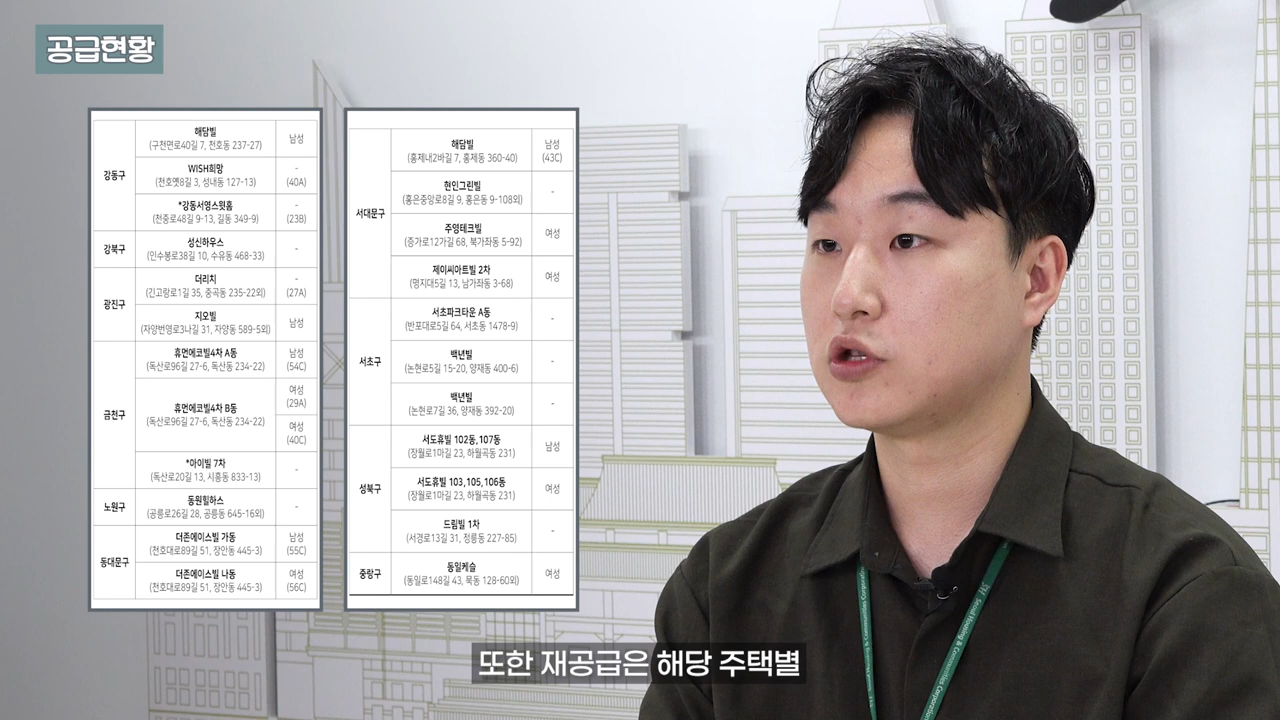 공급현황
강동구
해담빌
(구천면로40길 7, 천호동 237-27)
남성
WISH희망
(천호옛8길 3, 성내동 127-13)
-
(40A)
*강동서영스윗홈
(천중로48길 9-13, 길동 349-9)
-
(23B)
강북구
성신하우스
(인수봉로38길 10, 수유동 468-33)
-
광진구
더리치
(긴고랑로1길 35, 중곡동 235-22외)
-
(27A)
지오빌
(자양번영로3나길 31, 자양동 589-5외)
남성
금천구
휴먼에코빌4차 A동
(독산로96길 27-6, 독산동 234-22)
남성
(54C)
휴먼에코빌4차 B동
(독산로96길 27-6, 독산동 234-22)
여성
(29A)
여성
(40C)
*아이빌 7차
(독산로20길 13, 시흥동 833-13)
-
노원구
동원힐하스
(공릉로26길 28, 공릉동 645-16외)
-
동대문구
더존에이스빌 가동
(천호대로89길 51, 장안동 445-3)
남성
(55C)
더존에이스빌 나동
(천호대로89길 51, 장안동 445-3)
여성
(56C)
서대문구
해담빌
(홍제내2바길 7, 홍제동 360-40)
남성
(43C)
현인그린빌
(홍은중앙로8길 9, 홍은동 9-108외)
-
주영테크빌
(증가로12가길 68, 북가좌동 5-92)
여성
제이씨아트빌 2차
(명지대5길 13, 남가좌동 3-68)
여성
서초구
서초파크타운 A동
(반포대로5길 64, 서초동 1478-9)
-
백년빌
(논현로5길 15-20, 양재동 400-6)
-
백년빌
(논현로7길 36, 양재동 392-20)
-
성북구
서도휴빌 102동,107동
(장월로1마길 23, 하월곡동 231)
남성
서도휴빌 103,105,106동
(장월로1마길 23, 하월곡동 231)
여성
드림빌 1차
(서경로13길 31, 정릉동 227-85)
-
중랑구
동일케슬
(동일로148길 43, 묵동 128-60외)
여성
또한 재공급은 해당 주택별
Seoul Housing & Communities Corporation